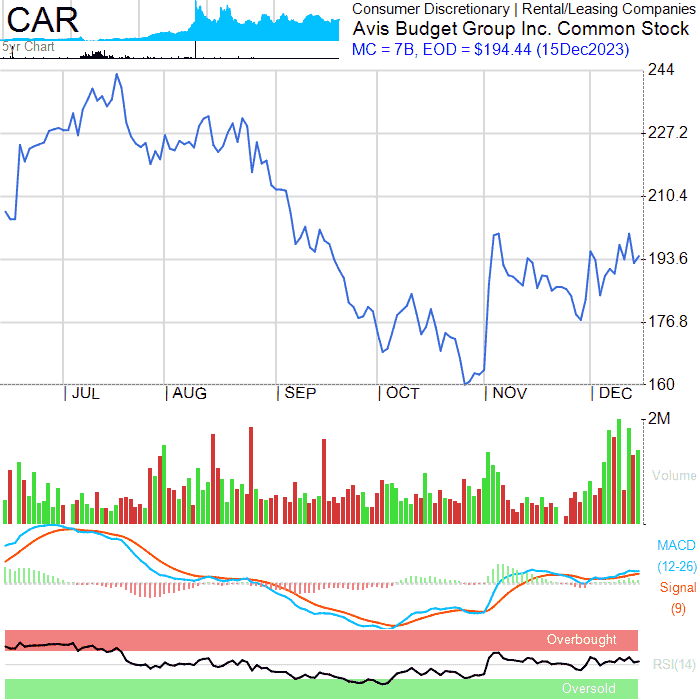 CAR
Consumer Discretionary | Rental/Leasing Companies
Avis Budget Group Inc. Common Stock
5yr Chart
MC = 7B, EOD = $194.44 (15Dec2023)
244
227.2
210.4
193.6
176.8
160
JUL
AUG
SEP
OCT
NOV
DEC
2M
Volume
MACD
(12-26)
Signal
(9)
Overbought
RSI(14)
Oversold